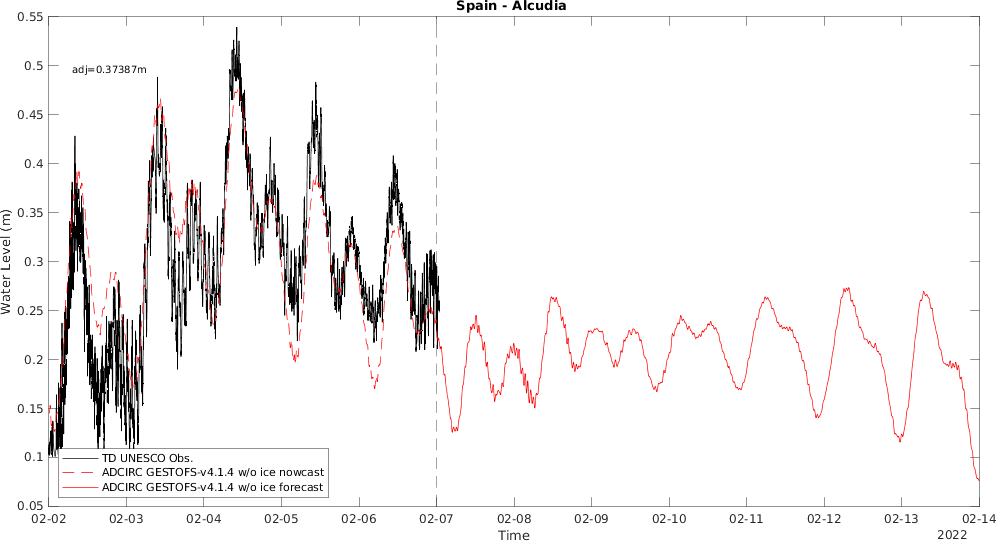 Spain - Alcudia
adj=0.37387m
0.55
0.5
0.45
0.4
0.35
0.3
0.25
0.2
0.15
0.1
0.05
Water Level (m)
TD UNESCO Obs.
ADCIRC GESTOFS-v4.1.4 w/o ice nowcast
ADCIRC GESTOFS-v4.1.4 w/o ice forecast
02-02 02-03 02-04 02-05 02-06 02-07 02-08 02-09 02-10 02-11 02-12 02-13 02-14
Time
2022